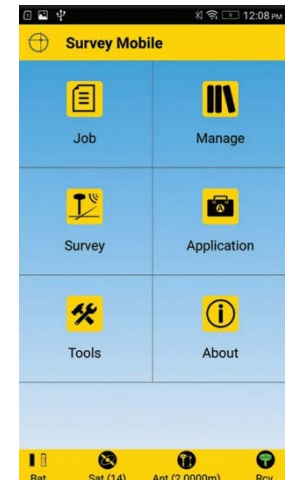 12:08 PM
Survey Mobile
Job Manage
Survey Application
Tools About
Bat Sat (14) Ant (2.0000m) Rcv